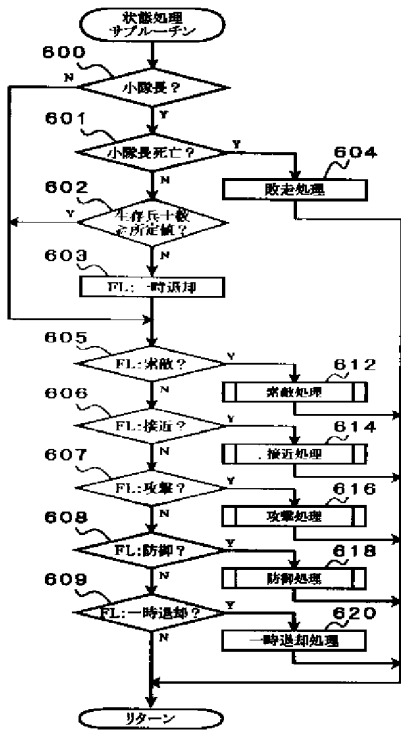 状態処理
サブルーチン
600
N
小隊長?
Y
601
小隊長死亡?
Y
604
敗走処理
N
602
Y
生存兵士数
≧所定値?
N
603
FL:一時退却
605
FL:索敵?
Y
612
索敵処理
N
606
FL:接近?
Y
614
接近処理
N
607
FL:攻撃?
Y
616
攻撃処理
N
608
FL:防御?
Y
618
防御処理
N
609
FL:一時退却?
Y
620
一時退却処理
N
リターン